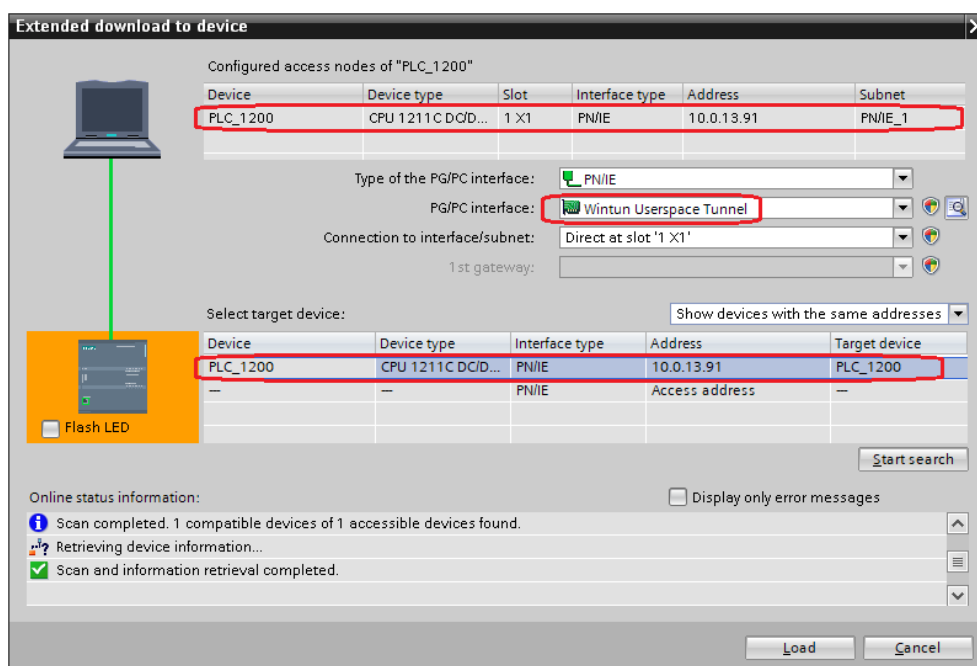 Extended download to device
Configured access nodes of "PLC_1200"
Device Device type Slot Interface type Address Subnet
PLC_1200 CPU 1211C DC/D... 1 X1 PN/IE 10.0.13.91 PN/IE_1
Type of the PG/PC interface: PN/IE
PG/PC interface: Wintun Userspace Tunnel
Connection to interface/subnet: Direct at slot '1 X1'
1st gateway:
Select target device: Show devices with the same addresses
Device Device type Interface type Address Target device
PLC_1200 CPU 1211C DC/D... PN/IE 10.0.13.91 PLC_1200
— — PN/IE Access address —
Flash LED
Start search
Online status information: Display only error messages
Scan completed. 1 compatible devices of 1 accessible devices found.
Retrieving device information...
Scan and information retrieval completed.
Load Cancel